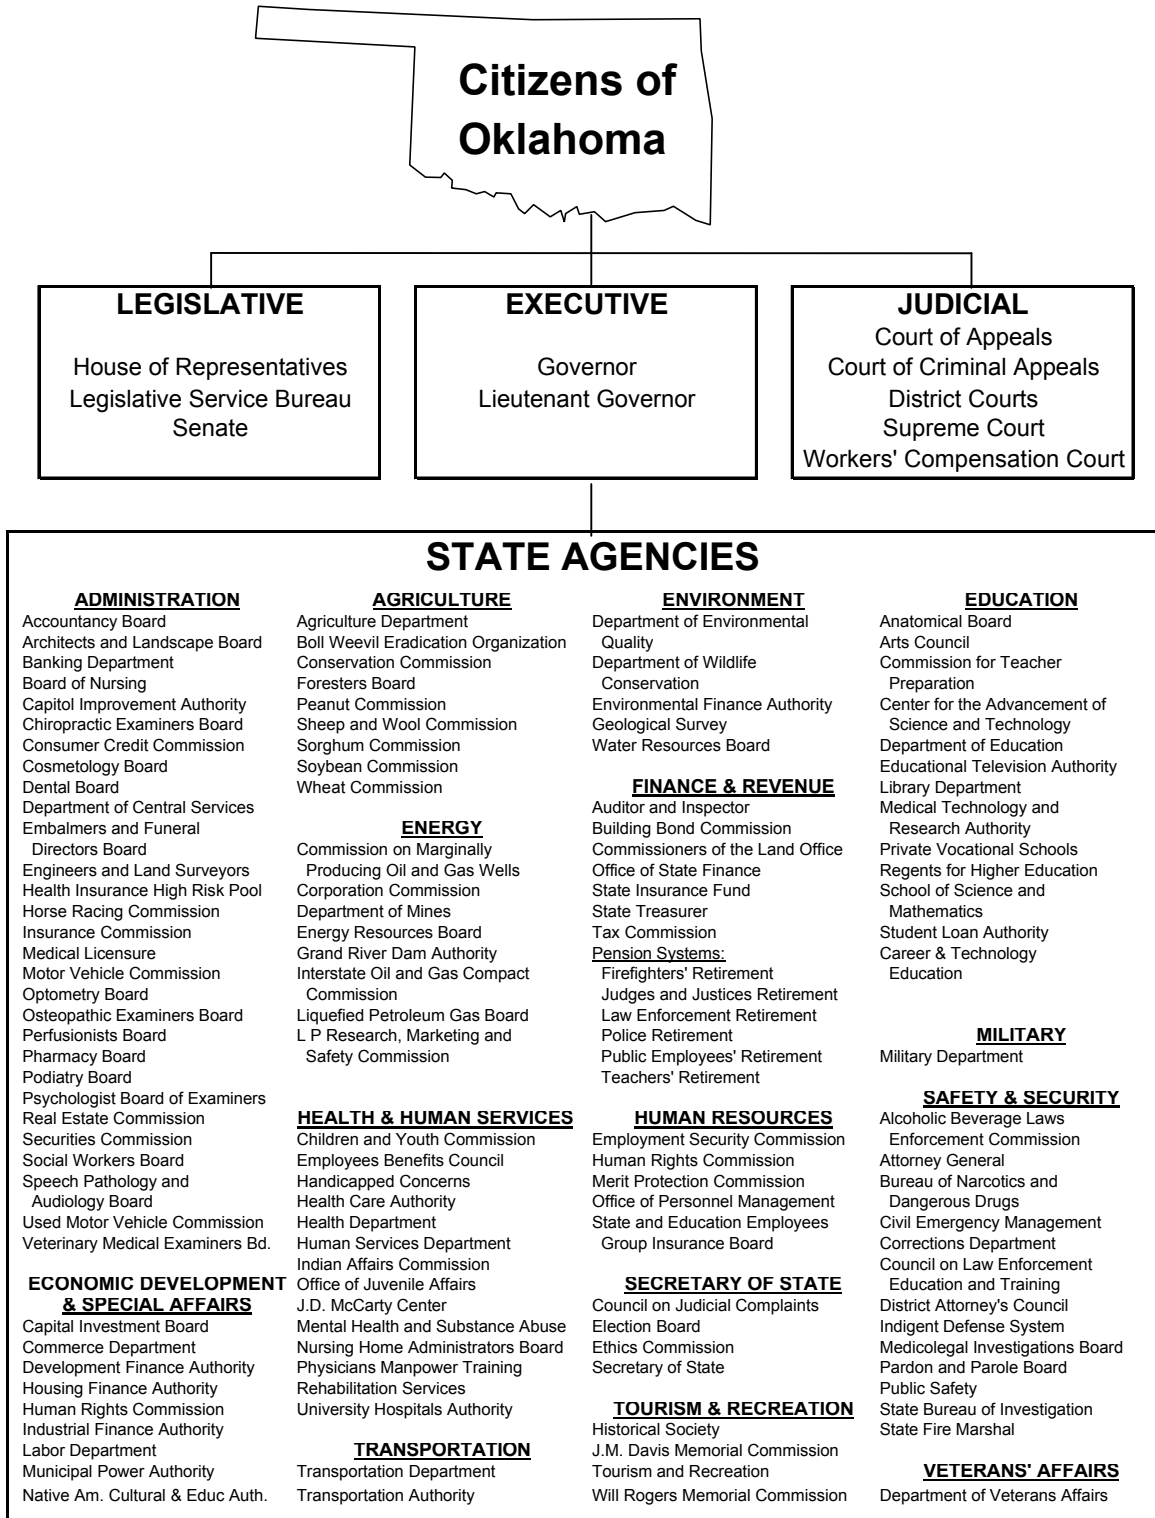 Citizens of
Oklahoma
LEGISLATIVE
House of Representatives
Legislative Service Bureau
Senate
EXECUTIVE
Governor
Lieutenant Governor
JUDICIAL
Court of Appeals
Court of Criminal Appeals
District Courts
Supreme Court
Workers' Compensation Court
STATE AGENCIES
ADMINISTRATION
Accountancy Board
Architects and Landscape Board
Banking Department
Board of Nursing
Capitol Improvement Authority
Chiropractic Examiners Board
Consumer Credit Commission
Cosmetology Board
Dental Board
Department of Central Services
Embalmers and Funeral
Directors Board
Engineers and Land Surveyors
Health Insurance High Risk Pool
Horse Racing Commission
Insurance Commission
Medical Licensure
Motor Vehicle Commission
Optometry Board
Osteopathic Examiners Board
Perfusionists Board
Pharmacy Board
Podiatry Board
Psychologist Board of Examiners
Real Estate Commission
Securities Commission
Social Workers Board
Speech Pathology and
Audiology Board
Used Motor Vehicle Commission
Veterinary Medical Examiners Bd.
ECONOMIC DEVELOPMENT
& SPECIAL AFFAIRS
Capital Investment Board
Commerce Department
Development Finance Authority
Housing Finance Authority
Human Rights Commission
Industrial Finance Authority
Labor Department
Municipal Power Authority
Native Am. Cultural & Educ Auth.
AGRICULTURE
Agriculture Department
Boll Weevil Eradication Organization
Conservation Commission
Foresters Board
Peanut Commission
Sheep and Wool Commission
Sorghum Commission
Soybean Commission
Wheat Commission
ENERGY
Commission on Marginally
Producing Oil and Gas Wells
Corporation Commission
Department of Mines
Energy Resources Board
Grand River Dam Authority
Interstate Oil and Gas Compact
Commission
Liquefied Petroleum Gas Board
L P Research, Marketing and
Safety Commission
HEALTH & HUMAN SERVICES
Children and Youth Commission
Employees Benefits Council
Handicapped Concerns
Health Care Authority
Health Department
Human Services Department
Indian Affairs Commission
Office of Juvenile Affairs
J.D. McCarty Center
Mental Health and Substance Abuse
Nursing Home Administrators Board
Physicians Manpower Training
Rehabilitation Services
University Hospitals Authority
TRANSPORTATION
Transportation Department
Transportation Authority
ENVIRONMENT
Department of Environmental
Quality
Department of Wildlife
Conservation
Environmental Finance Authority
Geological Survey
Water Resources Board
FINANCE & REVENUE
Auditor and Inspector
Building Bond Commission
Commissioners of the Land Office
Office of State Finance
State Insurance Fund
State Treasurer
Tax Commission
Pension Systems:
Firefighters' Retirement
Judges and Justices Retirement
Law Enforcement Retirement
Police Retirement
Public Employees' Retirement
Teachers' Retirement
HUMAN RESOURCES
Employment Security Commission
Human Rights Commission
Merit Protection Commission
Office of Personnel Management
State and Education Employees
Group Insurance Board
SECRETARY OF STATE
Council on Judicial Complaints
Election Board
Ethics Commission
Secretary of State
TOURISM & RECREATION
Historical Society
J.M. Davis Memorial Commission
Tourism and Recreation
Will Rogers Memorial Commission
EDUCATION
Anatomical Board
Arts Council
Commission for Teacher
Preparation
Center for the Advancement of
Science and Technology
Department of Education
Educational Television Authority
Library Department
Medical Technology and
Research Authority
Private Vocational Schools
Regents for Higher Education
School of Science and
Mathematics
Student Loan Authority
Career & Technology
Education
MILITARY
Military Department
SAFETY & SECURITY
Alcoholic Beverage Laws
Enforcement Commission
Attorney General
Bureau of Narcotics and
Dangerous Drugs
Civil Emergency Management
Corrections Department
Council on Law Enforcement
Education and Training
District Attorney's Council
Indigent Defense System
Medicolegal Investigations Board
Pardon and Parole Board
Public Safety
State Bureau of Investigation
State Fire Marshal
VETERANS' AFFAIRS
Department of Veterans Affairs